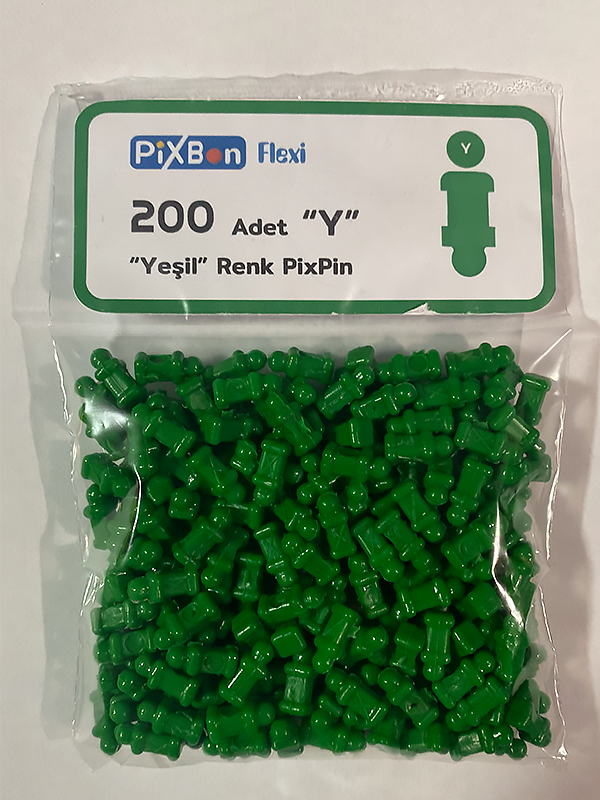 PiXBon Flexi
Y
200 Adet “Y”
“Yeşil” Renk PixPin